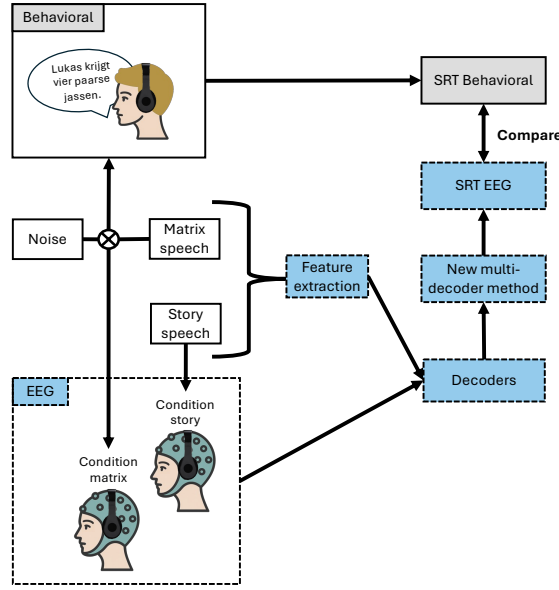 Behavioral
Lukas krijgt
vier paarse
jassen.
SRT Behavioral
Compare
SRT EEG
Noise
Matrix
speech
Feature
extraction
New multi-
decoder method
Story
speech
Decoders
EEG
Condition
story
Condition
matrix